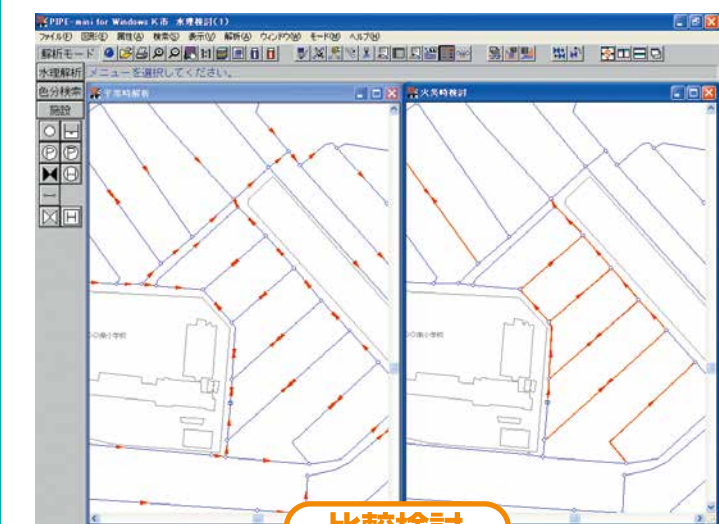 PIPE-mini for Windows K市 水理検討(1)
ファイル(F) 図形(E) 属性(A) 検索(S) 表示(V) 解析(A) ウィンドウ(W) モード(M) ヘルプ(H)
解析モード
水理解析 メニューを選択してください。
色分検索
施設
平常時解析
火災時検討
比較検討